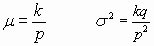 μ = k/p    σ² = kq/p²